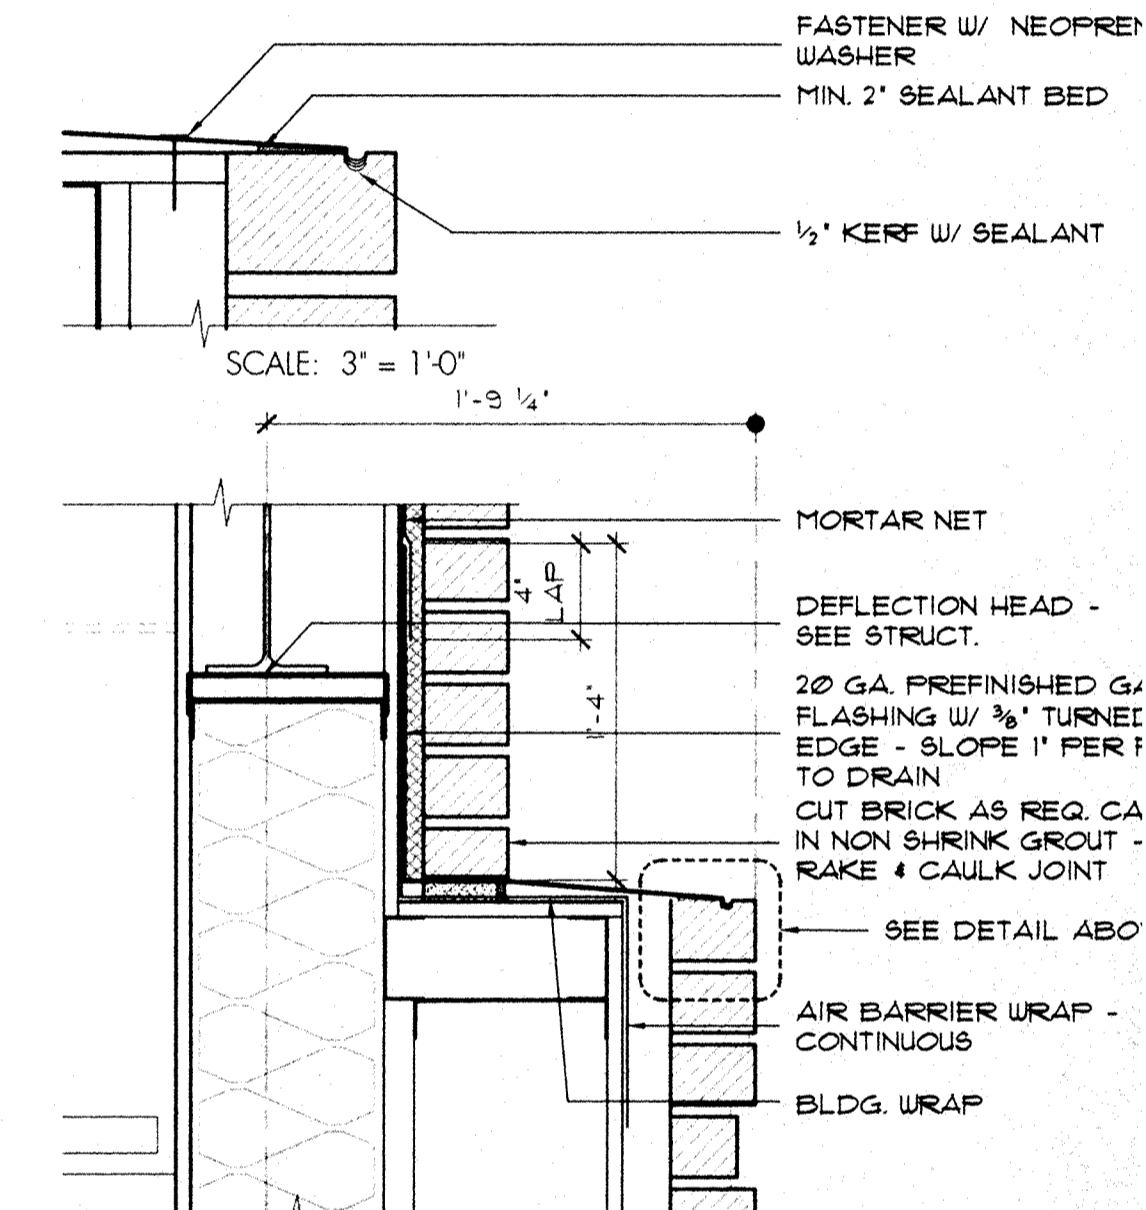 FASTENER W/ NEOPREN
WASHER
MIN. 2" SEALANT BED
½" KERF W/ SEALANT
SCALE: 3" = 1'-0"
1'-9 ¼"
MORTAR NET
4"
LAP
DEFLECTION HEAD -
SEE STRUCT.
1'-4"
20 GA. PREFINISHED GA
FLASHING W/ ⅜" TURNED
EDGE - SLOPE 1" PER F
TO DRAIN
CUT BRICK AS REQ. CA
IN NON SHRINK GROUT -
RAKE & CAULK JOINT
SEE DETAIL ABO
AIR BARRIER WRAP -
CONTINUOUS
BLDG. WRAP